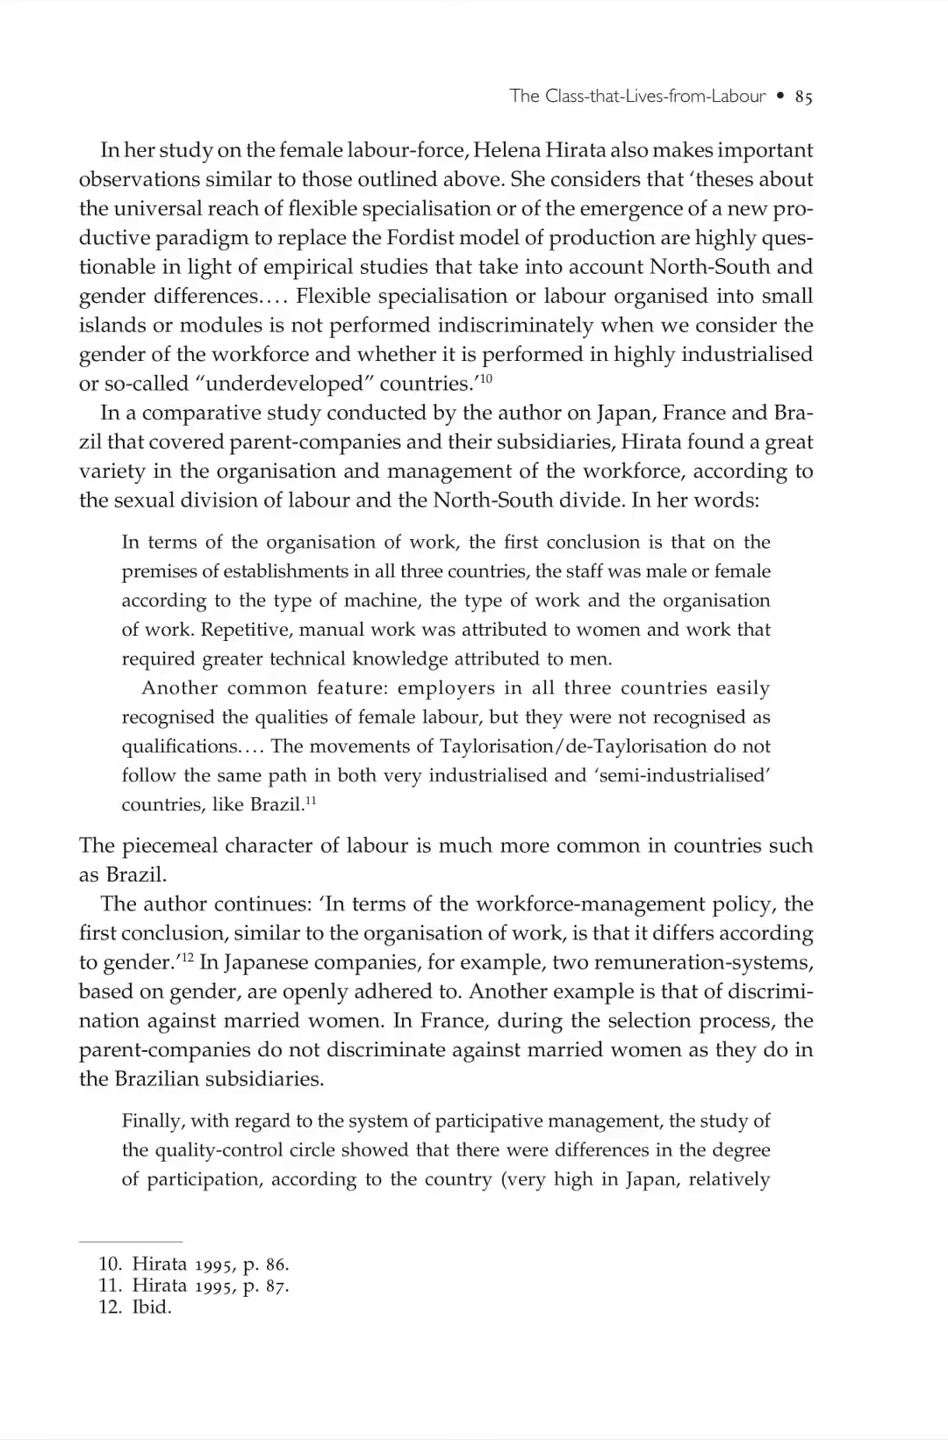 The Class-that-Lives-from-Labour • 85
In her study on the female labour-force, Helena Hirata also makes important
observations similar to those outlined above. She considers that ‘theses about
the universal reach of flexible specialisation or of the emergence of a new pro-
ductive paradigm to replace the Fordist model of production are highly ques-
tionable in light of empirical studies that take into account North-South and
gender differences.... Flexible specialisation or labour organised into small
islands or modules is not performed indiscriminately when we consider the
gender of the workforce and whether it is performed in highly industrialised
or so-called “underdeveloped” countries.’10
In a comparative study conducted by the author on Japan, France and Bra-
zil that covered parent-companies and their subsidiaries, Hirata found a great
variety in the organisation and management of the workforce, according to
the sexual division of labour and the North-South divide. In her words:
In terms of the organisation of work, the first conclusion is that on the
premises of establishments in all three countries, the staff was male or female
according to the type of machine, the type of work and the organisation
of work. Repetitive, manual work was attributed to women and work that
required greater technical knowledge attributed to men.
Another common feature: employers in all three countries easily
recognised the qualities of female labour, but they were not recognised as
qualifications.... The movements of Taylorisation/de-Taylorisation do not
follow the same path in both very industrialised and ‘semi-industrialised’
countries, like Brazil.11
The piecemeal character of labour is much more common in countries such
as Brazil.
The author continues: ‘In terms of the workforce-management policy, the
first conclusion, similar to the organisation of work, is that it differs according
to gender.’12 In Japanese companies, for example, two remuneration-systems,
based on gender, are openly adhered to. Another example is that of discrimi-
nation against married women. In France, during the selection process, the
parent-companies do not discriminate against married women as they do in
the Brazilian subsidiaries.
Finally, with regard to the system of participative management, the study of
the quality-control circle showed that there were differences in the degree
of participation, according to the country (very high in Japan, relatively
10. Hirata 1995, p. 86.
11. Hirata 1995, p. 87.
12. Ibid.